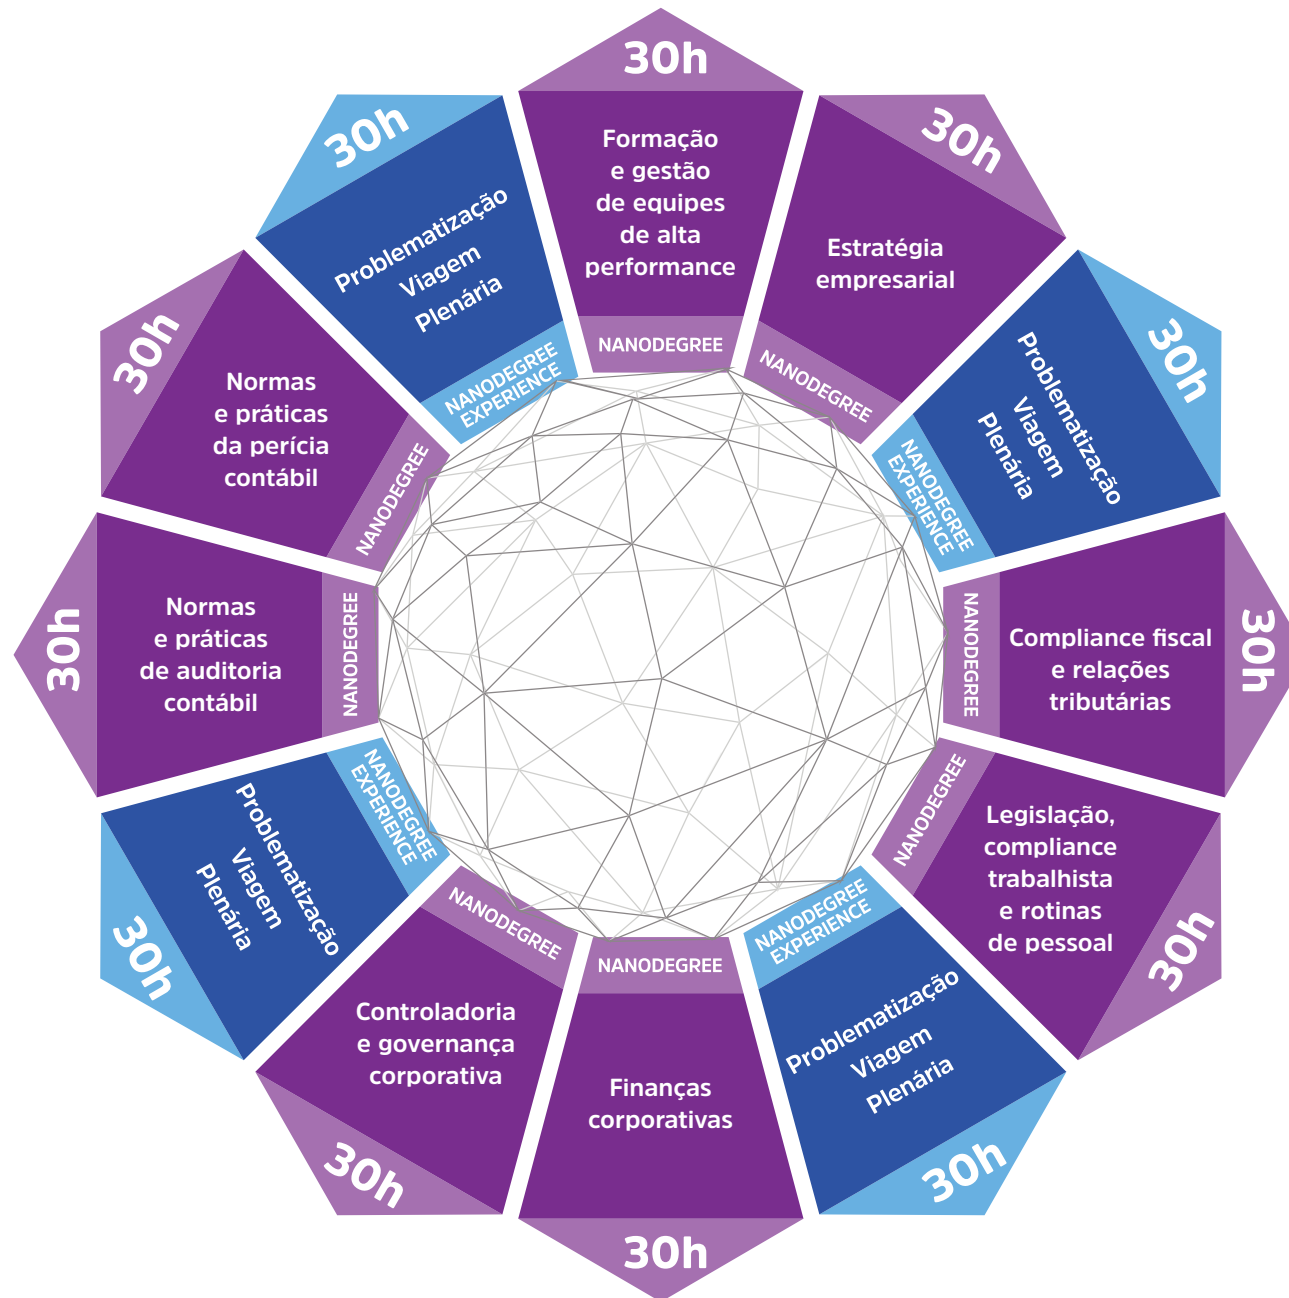 30h
Formação
e gestão
de equipes
de alta
performance
NANODEGREE
30h
Estratégia
empresarial
NANODEGREE
30h
Problematização
Viagem
Plenária
NANODEGREE
EXPERIENCE
30h
Compliance fiscal
e relações
tributárias
NANODEGREE
30h
Legislação,
compliance
trabalhista
e rotinas
de pessoal
NANODEGREE
30h
Problematização
Viagem
Plenária
NANODEGREE
EXPERIENCE
30h
Finanças
corporativas
NANODEGREE
30h
Controladoria
e governança
corporativa
NANODEGREE
30h
Problematização
Viagem
Plenária
NANODEGREE
EXPERIENCE
30h
Normas
e práticas
de auditoria
contábil
NANODEGREE
30h
Normas
e práticas
da perícia
contábil
NANODEGREE
30h
Problematização
Viagem
Plenária
NANODEGREE
EXPERIENCE